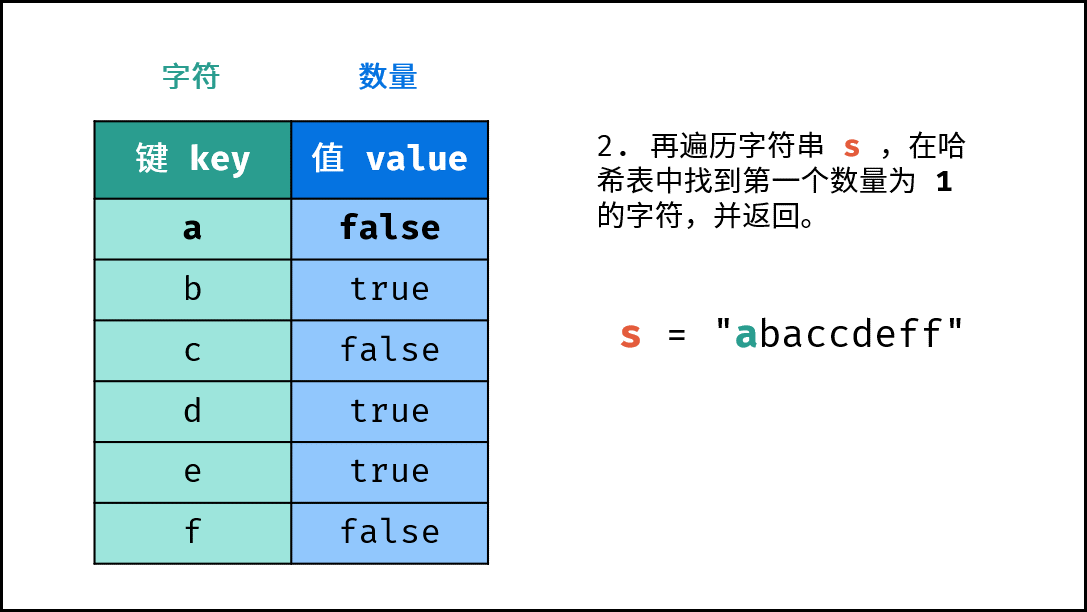 字符 数量
键 key 值 value
a false
b true
c false
d true
e true
f false
2. 再遍历字符串 s ，在哈
希表中找到第一个数量为 1
的字符，并返回。
s = "abaccdeff"